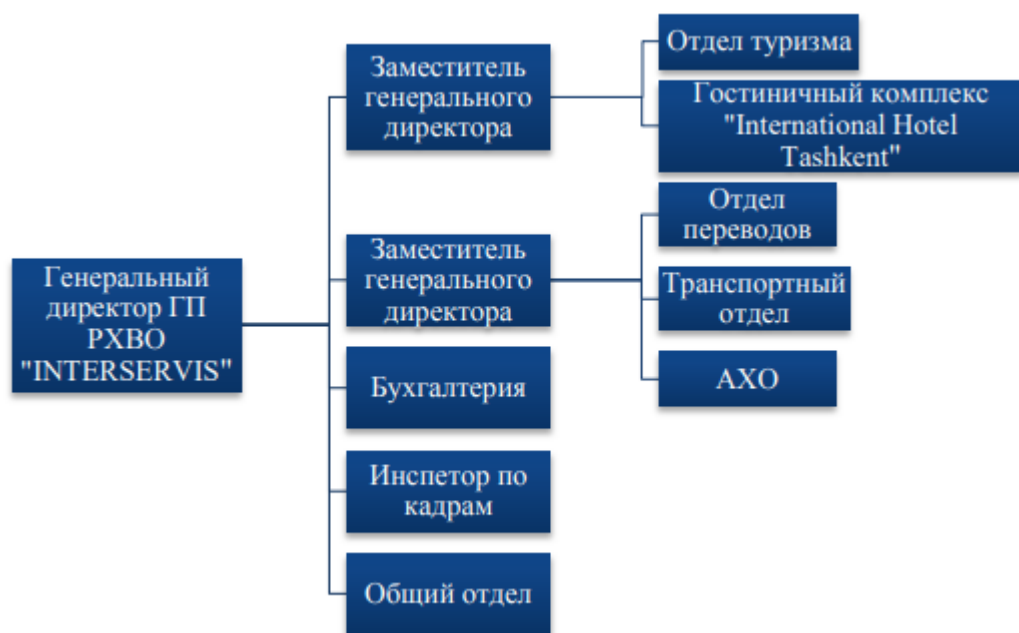 Генеральный
директор ГП
РХВО
"INTERSERVIS"
Заместитель
генерального
директора
Отдел туризма
Гостиничный комплекс
"International Hotel
Tashkent"
Заместитель
генерального
директора
Отдел
переводов
Транспортный
отдел
АХО
Бухгалтерия
Инспетор по
кадрам
Общий отдел